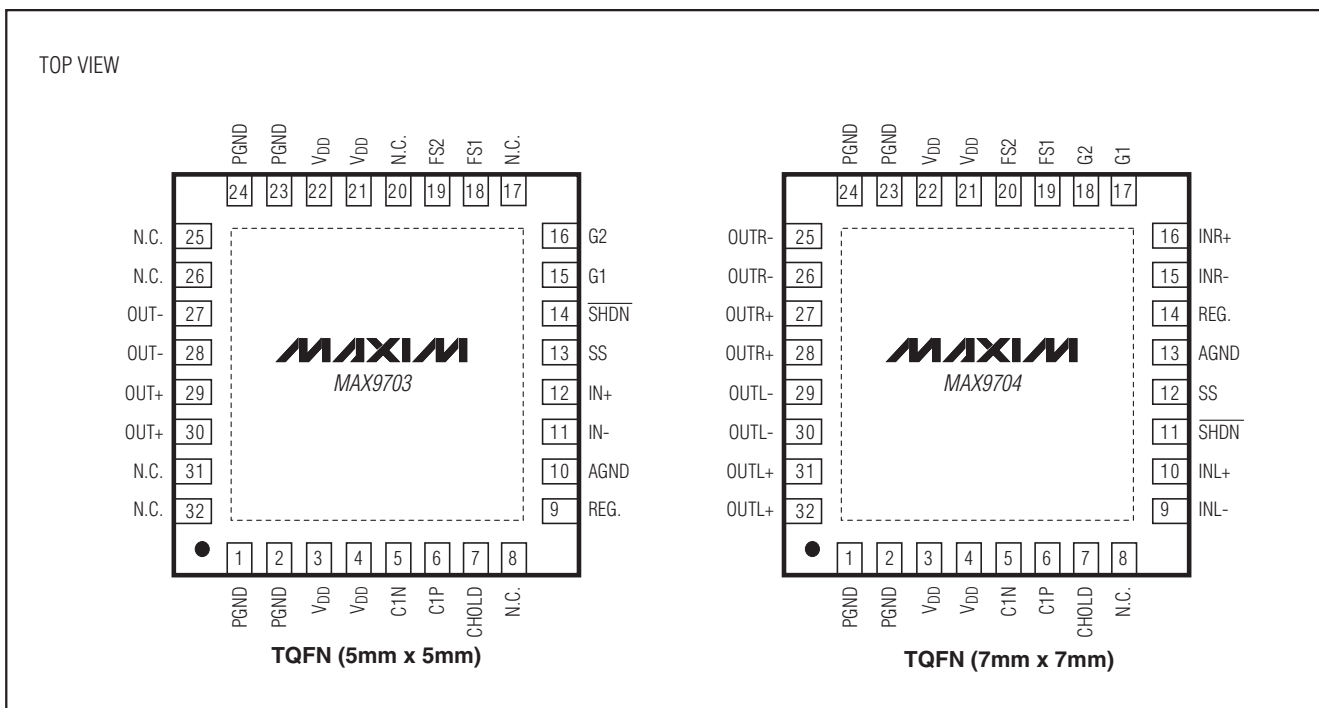 TOP VIEW
PGND PGND VDD VDD N.C. FS2 FS1 N.C.
24 23 22 21 20 19 18 17
N.C. 25 16 G2
N.C. 26 15 G1
OUT- 27 14 SHDN
OUT- 28 13 SS
OUT+ 29 12 IN+
OUT+ 30 11 IN-
N.C. 31 10 AGND
N.C. 32 9 REG.
MAXIM
MAX9703
1 2 3 4 5 6 7 8
PGND PGND VDD VDD C1N C1P CHOLD N.C.
TQFN (5mm x 5mm)
PGND PGND VDD VDD FS2 FS1 G2 G1
24 23 22 21 20 19 18 17
OUTR- 25 16 INR+
OUTR- 26 15 INR-
OUTR+ 27 14 REG.
OUTR+ 28 13 AGND
OUTL- 29 12 SS
OUTL- 30 11 SHDN
OUTL+ 31 10 INL+
OUTL+ 32 9 INL-
MAXIM
MAX9704
1 2 3 4 5 6 7 8
PGND PGND VDD VDD C1N C1P CHOLD N.C.
TQFN (7mm x 7mm)